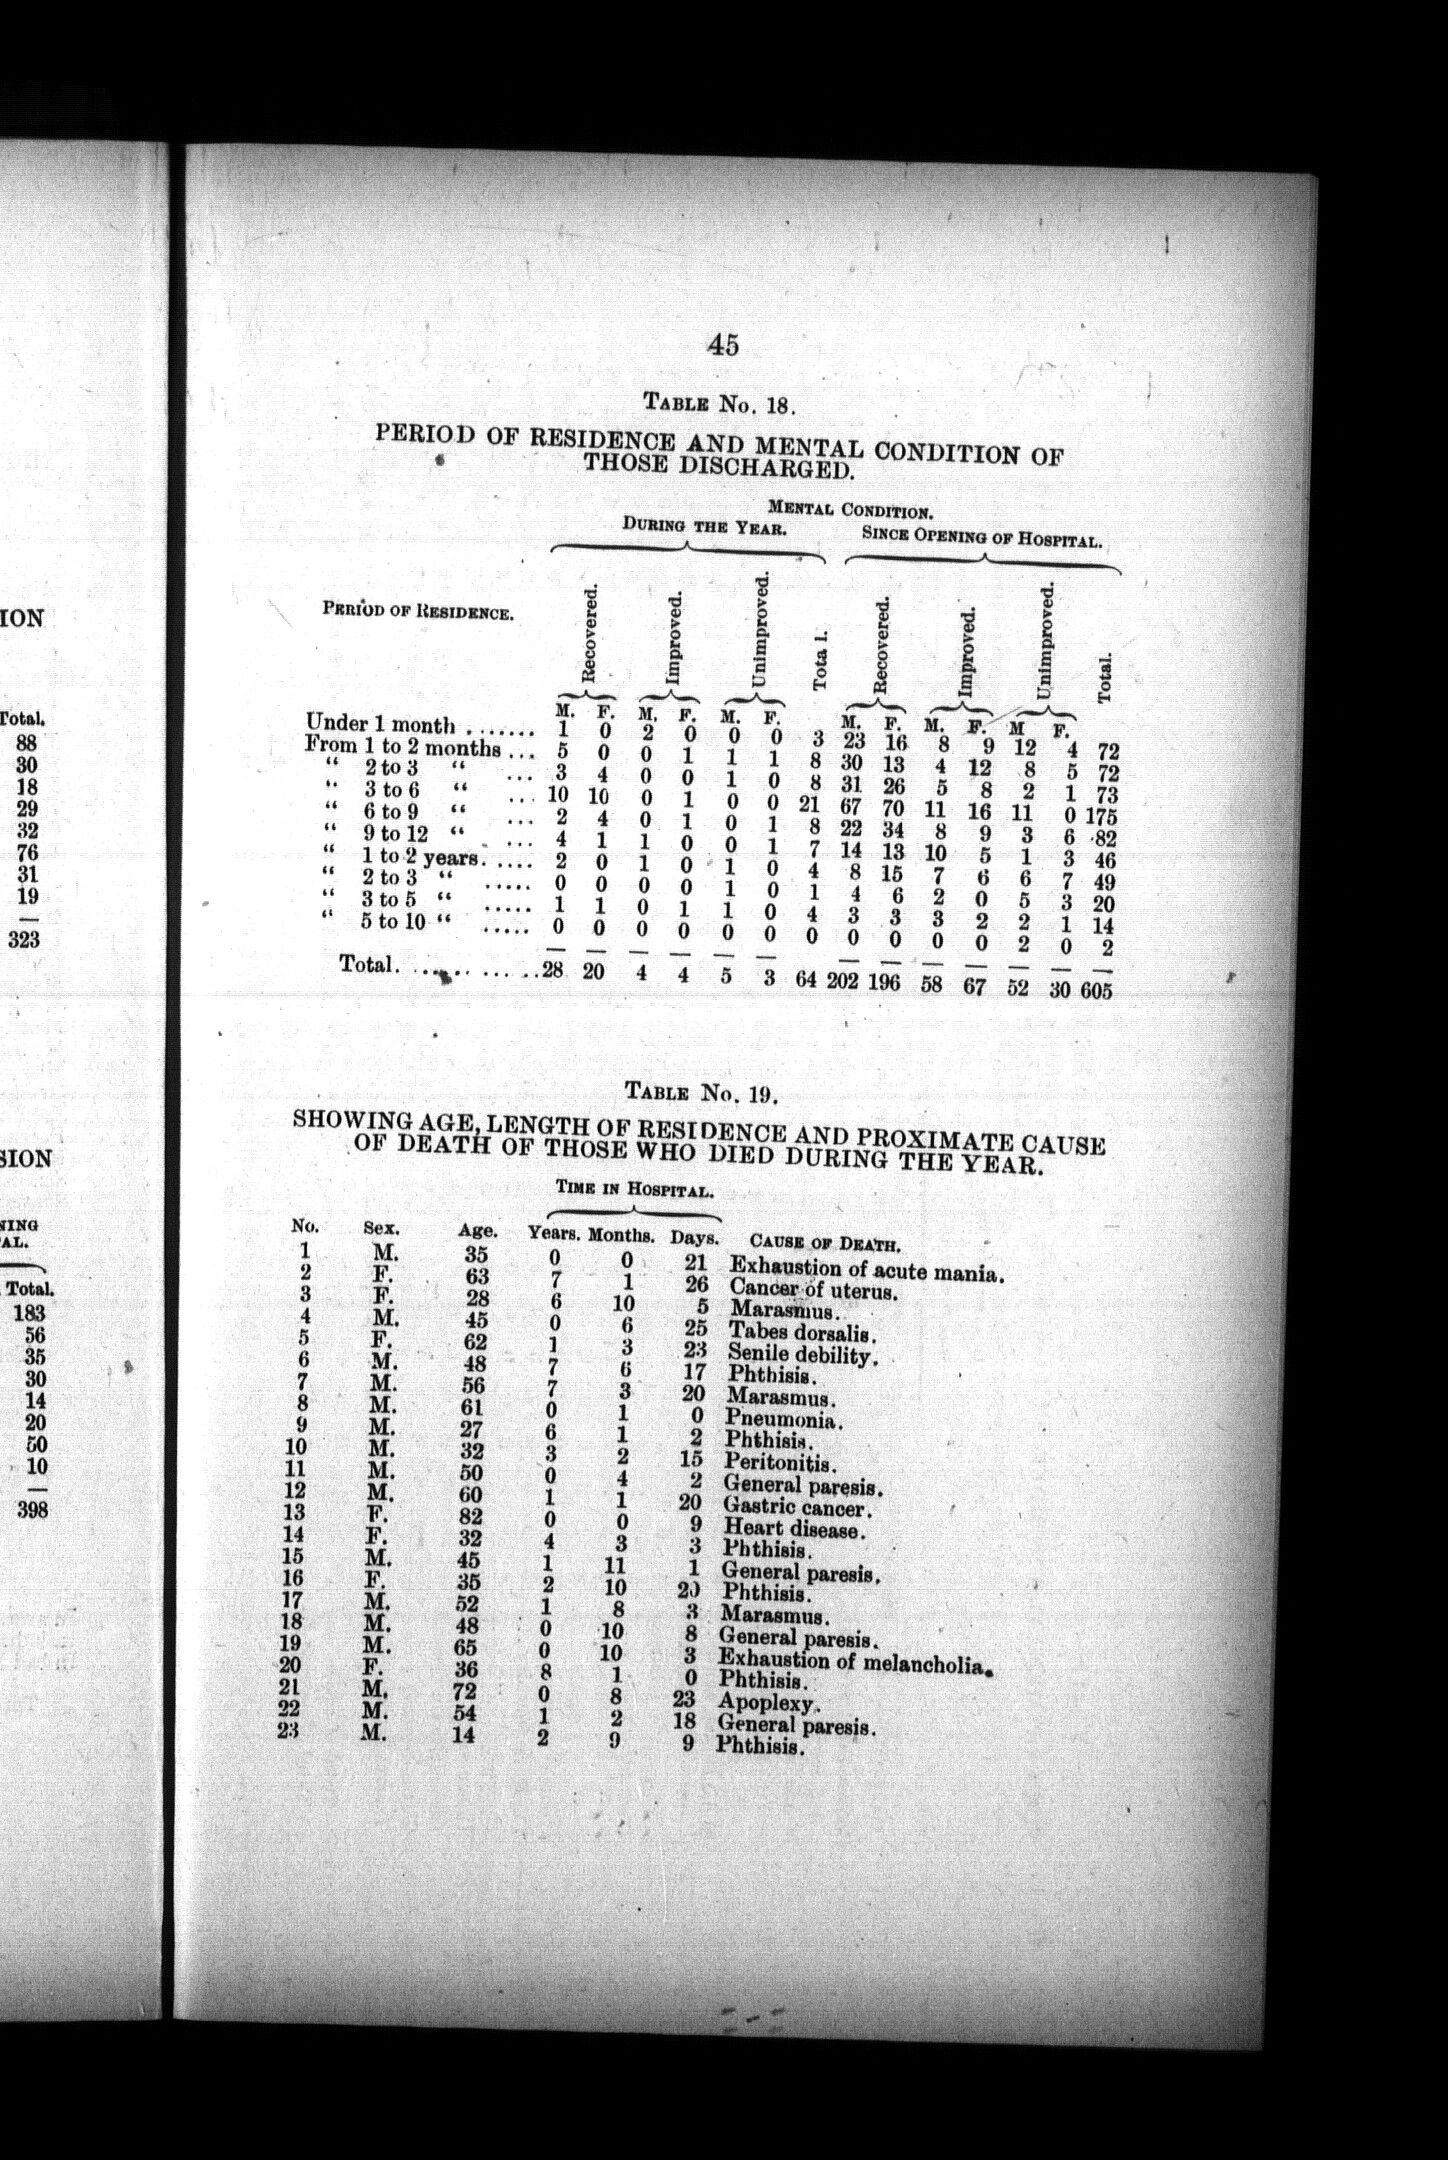 ION
Total.
88
30
18
29
32
76
31
19
—
323
SION
NING
AL.
Total.
183
56
35
30
14
20
50
10
—
398
45
TABLE No. 18.
PERIOD OF RESIDENCE AND MENTAL CONDITION OF
THOSE DISCHARGED.
MENTAL CONDITION.
DURING THE YEAR. SINCE OPENING OF HOSPITAL.
PERIOD OF RESIDENCE. Recovered. Improved. Unimproved. Total. Recovered. Improved. Unimproved. Total.
M. F. M. F. M. F. M. F. M. F. M F.
Under 1 month ....... 1 0 2 0 0 0 3 23 16 8 9 12 4 72
From 1 to 2 months ... 5 0 0 1 1 1 8 30 13 4 12 8 5 72
“ 2 to 3 “ ... 3 4 0 0 1 0 8 31 26 5 8 2 1 73
“ 3 to 6 “ ... 10 10 0 1 0 0 21 67 70 11 16 11 0 175
“ 6 to 9 “ ... 2 4 0 1 0 1 8 22 34 8 9 3 6 82
“ 9 to 12 “ ... 4 1 1 0 0 1 7 14 13 10 5 1 3 46
“ 1 to 2 years..... 2 0 1 0 1 0 4 8 15 7 6 6 7 49
“ 2 to 3 “ ..... 0 0 0 0 1 0 1 4 6 2 0 5 3 20
“ 3 to 5 “ ..... 1 1 0 1 1 0 4 3 3 3 2 2 1 14
“ 5 to 10 “ ..... 0 0 0 0 0 0 0 0 0 0 0 2 0 2
Total............ 28 20 4 4 5 3 64 202 196 58 67 52 30 605
TABLE No. 19.
SHOWING AGE, LENGTH OF RESIDENCE AND PROXIMATE CAUSE
OF DEATH OF THOSE WHO DIED DURING THE YEAR.
TIME IN HOSPITAL.
No. Sex. Age. Years. Months. Days. CAUSE OF DEATH.
1 M. 35 0 0 21 Exhaustion of acute mania.
2 F. 63 7 1 26 Cancer of uterus.
3 F. 28 6 10 5 Marasmus.
4 M. 45 0 6 25 Tabes dorsalis.
5 F. 62 1 3 23 Senile debility.
6 M. 48 7 6 17 Phthisis.
7 M. 56 7 3 20 Marasmus.
8 M. 61 0 1 0 Pneumonia.
9 M. 27 6 1 2 Phthisis.
10 M. 32 3 2 15 Peritonitis.
11 M. 50 0 4 2 General paresis.
12 M. 60 1 1 20 Gastric cancer.
13 F. 82 0 0 9 Heart disease.
14 F. 32 4 3 3 Phthisis.
15 M. 45 1 11 1 General paresis.
16 F. 35 2 10 20 Phthisis.
17 M. 52 1 8 3 Marasmus.
18 M. 48 0 10 8 General paresis.
19 M. 65 0 10 3 Exhaustion of melancholia.
20 F. 36 8 1 0 Phthisis.
21 M. 72 0 8 23 Apoplexy.
22 M. 54 1 2 18 General paresis.
23 M. 14 2 9 9 Phthisis.